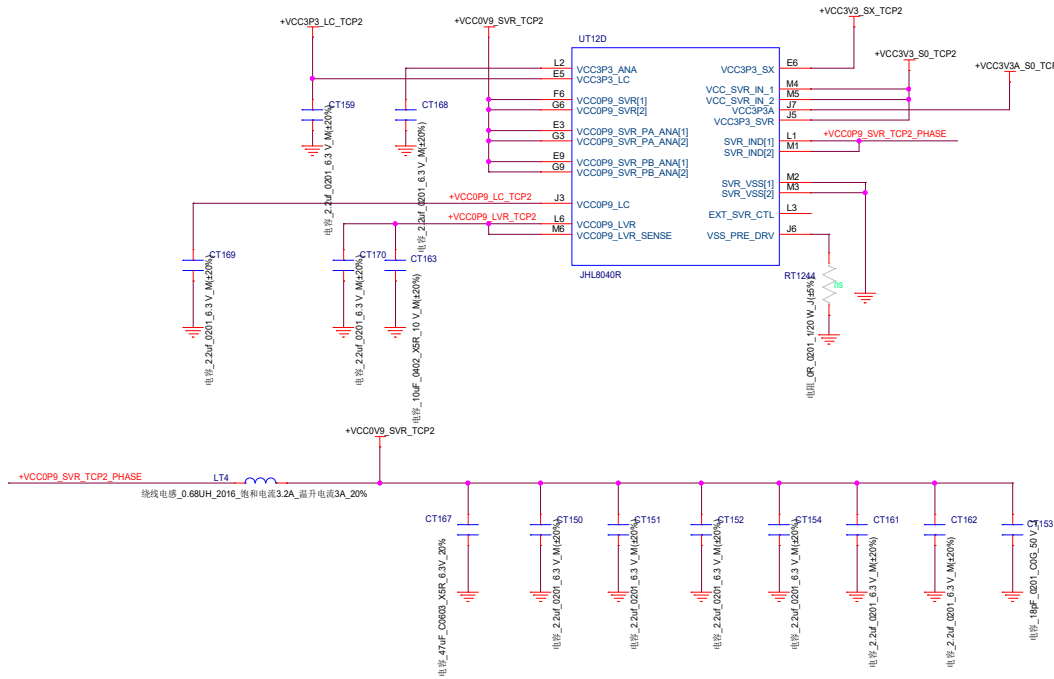 +VCC3P3_LC_TCP2
+VCC0V9_SVR_TCP2
+VCC3V3_SX_TCP2
+VCC3V3_S0_TCP2
+VCC3V3A_S0_TCP
UT12D
L2
E5
F6
G6
E3
G3
E9
G9
J3
L6
M6
VCC3P3_ANA
VCC3P3_LC
VCC0P9_SVR[1]
VCC0P9_SVR[2]
VCC0P9_SVR_PA_ANA[1]
VCC0P9_SVR_PA_ANA[2]
VCC0P9_SVR_PB_ANA[1]
VCC0P9_SVR_PB_ANA[2]
VCC0P9_LC
VCC0P9_LVR
VCC0P9_LVR_SENSE
VCC3P3_SX
VCC_SVR_IN_1
VCC_SVR_IN_2
VCC3P3A
VCC3P3_SVR
SVR_IND[1]
SVR_IND[2]
SVR_VSS[1]
SVR_VSS[2]
EXT_SVR_CTL
VSS_PRE_DRV
E6
M4
M5
J7
J5
L1
M1
M2
M3
L3
J6
JHL8040R
+VCC0P9_SVR_TCP2_PHASE
+VCC0P9_LC_TCP2
+VCC0P9_LVR_TCP2
CT159
电容_2.2uf_0201_6.3 V_M(±20%)
CT168
电容_2.2uf_0201_6.3 V_M(±20%)
CT169
电容_2.2uf_0201_6.3 V_M(±20%)
CT170
电容_2.2uf_0201_6.3 V_M(±20%)
CT163
电容_10uF_0402_X5R_10 V_M(±20%)
RT1244
hs
电阻_0R_0201_1/20 W_J(±5%
+VCC0V9_SVR_TCP2
+VCC0P9_SVR_TCP2_PHASE
LT4
绕线电感_0.68UH_2016_饱和电流3.2A_温升电流3A_20%
CT167
电容_47uF_C0603_X5R_6.3V_20%
CT150
电容_2.2uf_0201_6.3 V_M(±20%)
CT151
电容_2.2uf_0201_6.3 V_M(±20%)
CT152
电容_2.2uf_0201_6.3 V_M(±20%)
CT154
电容_2.2uf_0201_6.3 V_M(±20%)
CT161
电容_2.2uf_0201_6.3 V_M(±20%)
CT162
电容_2.2uf_0201_6.3 V_M(±20%)
CT153
电容_18pF_0201_C0G_50 V